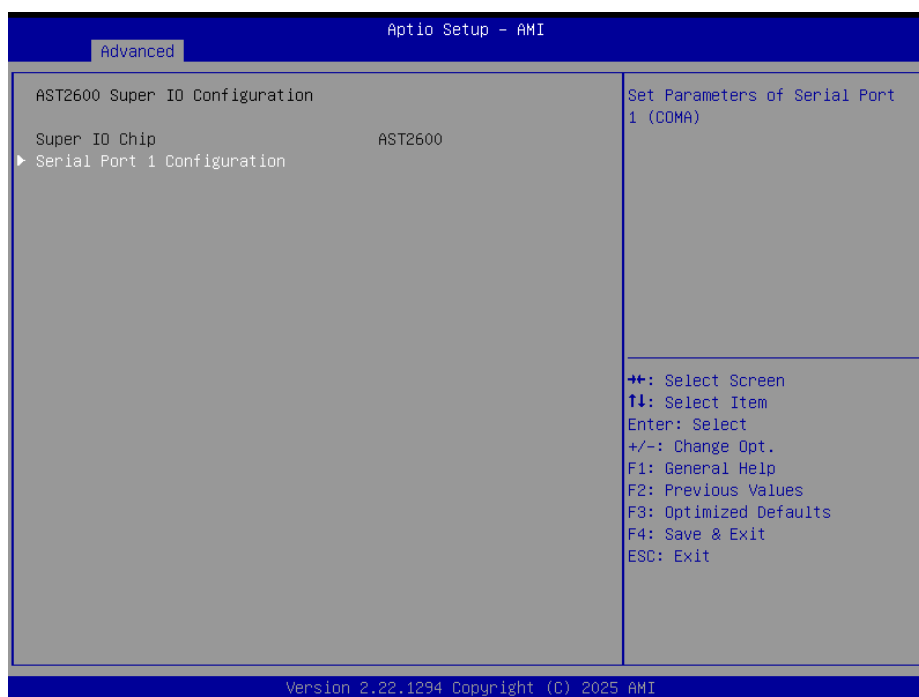 Aptio Setup – AMI
Advanced
AST2600 Super IO Configuration
Super IO Chip AST2600
▶ Serial Port 1 Configuration
Set Parameters of Serial Port
1 (COMA)
→←: Select Screen
↑↓: Select Item
Enter: Select
+/-: Change Opt.
F1: General Help
F2: Previous Values
F3: Optimized Defaults
F4: Save & Exit
ESC: Exit
Version 2.22.1294 Copyright (C) 2025 AMI